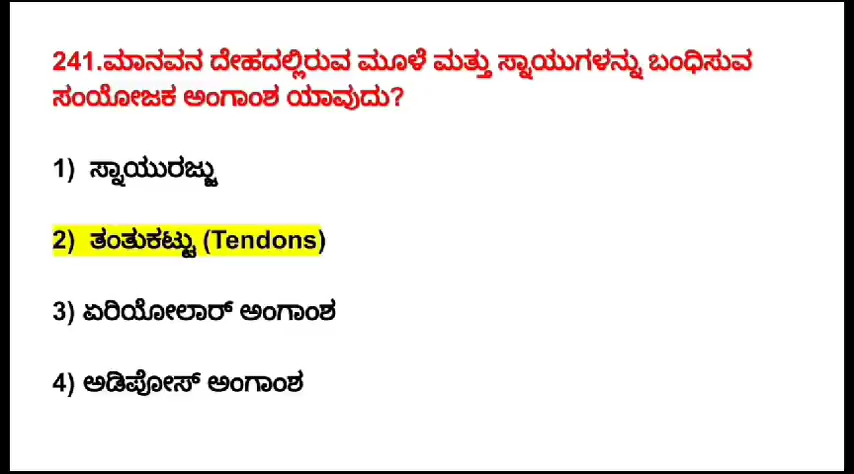 241.ಮಾನವನ ದೇಹದಲ್ಲಿರುವ ಮೂಳೆ ಮತ್ತು ಸ್ನಾಯುಗಳನ್ನು ಬಂಧಿಸುವ
ಸಂಯೋಜಕ ಅಂಗಾಂಶ ಯಾವುದು?
1) ಸ್ನಾಯುರಜ್ಜು
2) ತಂತುಕಟ್ಟು (Tendons)
3) ಏರಿಯೋಲಾರ್ ಅಂಗಾಂಶ
4) ಅಡಿಪೋಸ್ ಅಂಗಾಂಶ